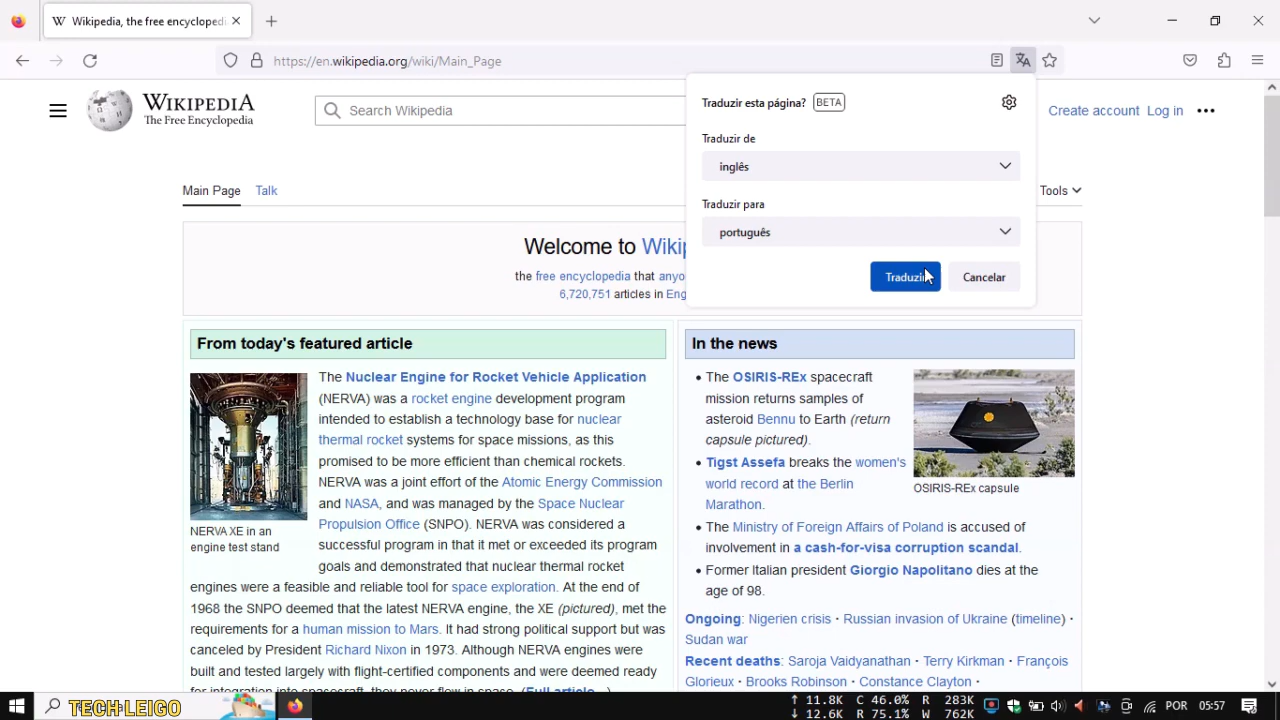 Wikipedia, the free encyclopedi
https://en.wikipedia.org/wiki/Main_Page
WIKIPEDIA
The Free Encyclopedia
Search Wikipedia
Create account Log in
Traduzir esta página? BETA
Traduzir de
inglês
Traduzir para
português
Traduzir Cancelar
Main Page Talk
Tools
Welcome to Wikip
the free encyclopedia that anyo
6,720,751 articles in Eng
From today's featured article
The Nuclear Engine for Rocket Vehicle Application
(NERVA) was a rocket engine development program
intended to establish a technology base for nuclear
thermal rocket systems for space missions, as this
promised to be more efficient than chemical rockets.
NERVA was a joint effort of the Atomic Energy Commission
and NASA, and was managed by the Space Nuclear
Propulsion Office (SNPO). NERVA was considered a
successful program in that it met or exceeded its program
goals and demonstrated that nuclear thermal rocket
engines were a feasible and reliable tool for space exploration. At the end of
1968 the SNPO deemed that the latest NERVA engine, the XE (pictured), met the
requirements for a human mission to Mars. It had strong political support but was
canceled by President Richard Nixon in 1973. Although NERVA engines were
built and tested largely with flight-certified components and were deemed ready
for integration into spacecraft, they never flew in space. (Full article...)
NERVA XE in an
engine test stand
In the news
• The OSIRIS-REx spacecraft
mission returns samples of
asteroid Bennu to Earth (return
capsule pictured).
• Tigst Assefa breaks the women's
world record at the Berlin
Marathon.
• The Ministry of Foreign Affairs of Poland is accused of
involvement in a cash-for-visa corruption scandal.
• Former Italian president Giorgio Napolitano dies at the
age of 98.
OSIRIS-REx capsule
Ongoing: Nigerien crisis · Russian invasion of Ukraine (timeline) ·
Sudan war
Recent deaths: Saroja Vaidyanathan · Terry Kirkman · François
Glorieux · Brooks Robinson · Constance Clayton ·
TECH LEIGO
↑ 11.8K C 46.0% R 283K
↓ 12.6K R 75.1% W 762K
POR 05:57